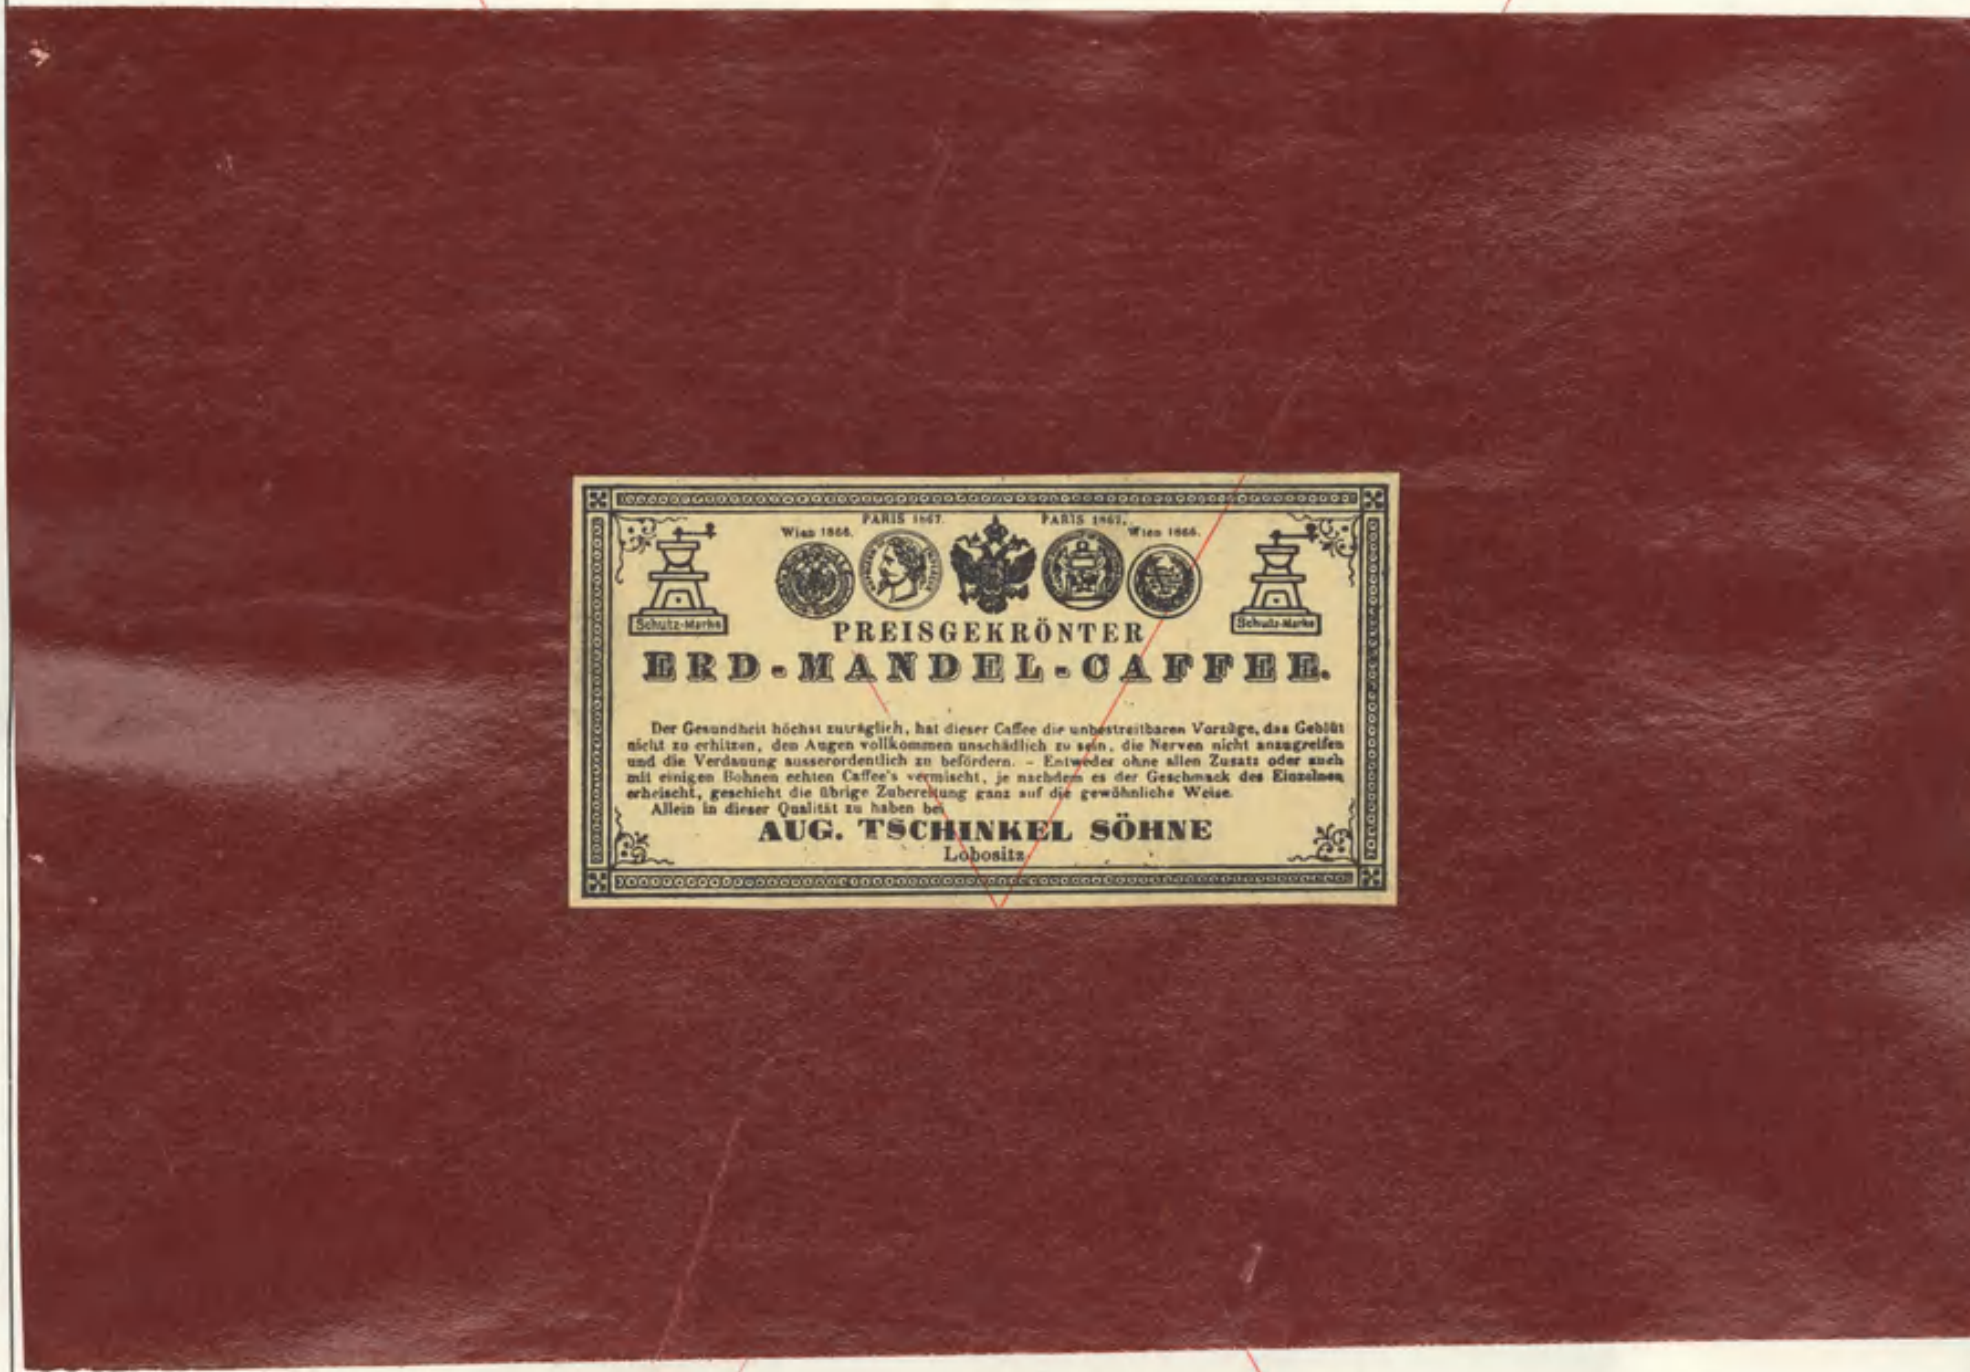 Wien 1866. PARIS 1867. PARIS 1867. Wien 1866.
Schutz-Marke Schutz-Marke
PREISGEKRÖNTER
ERD-MANDEL-CAFFEE.
Der Gesundheit höchst zuträglich, hat dieser Caffee die unbestreitbaren Vorzüge, das Geblüt
nicht zu erhitzen, den Augen vollkommen unschädlich zu sein, die Nerven nicht anzugreifen
und die Verdauung ausserordentlich zu befördern. – Entweder ohne allen Zusatz oder auch
mit einigen Bohnen echten Caffee's vermischt, je nachdem es der Geschmack des Einzelnen
erheischt, geschieht die übrige Zubereitung ganz auf die gewöhnliche Weise.
Allein in dieser Qualität zu haben bei
AUG. TSCHINKEL SÖHNE
Lobositz